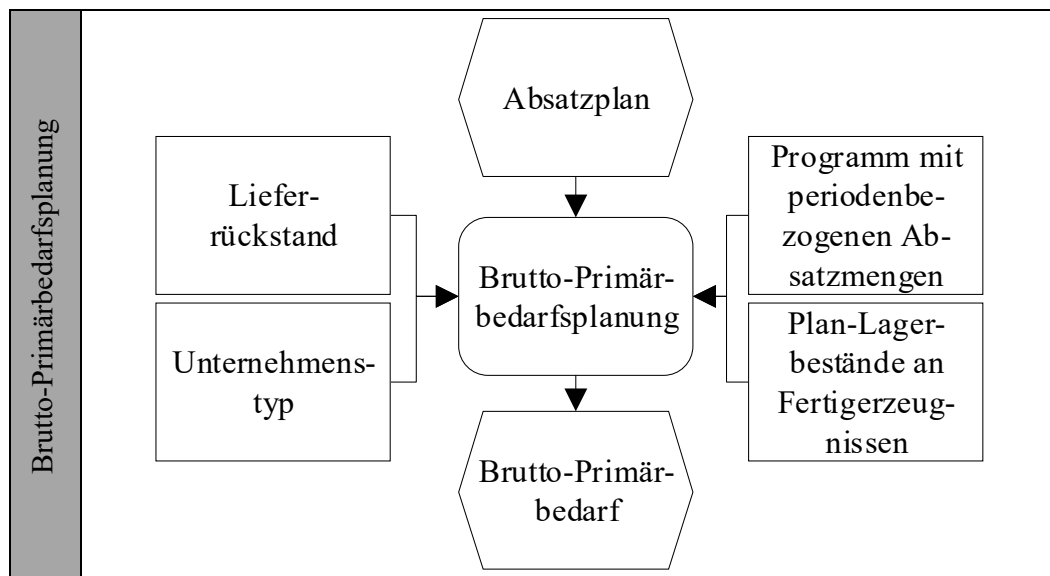 Brutto-Primärbedarfsplanung
Absatzplan
Liefer-
rückstand
Unternehmens-
typ
Brutto-Primär-
bedarfsplanung
Programm mit
periodenbe-
zogenen Ab-
satzmengen
Plan-Lager-
bestände an
Fertigerzeug-
nissen
Brutto-Primär-
bedarf